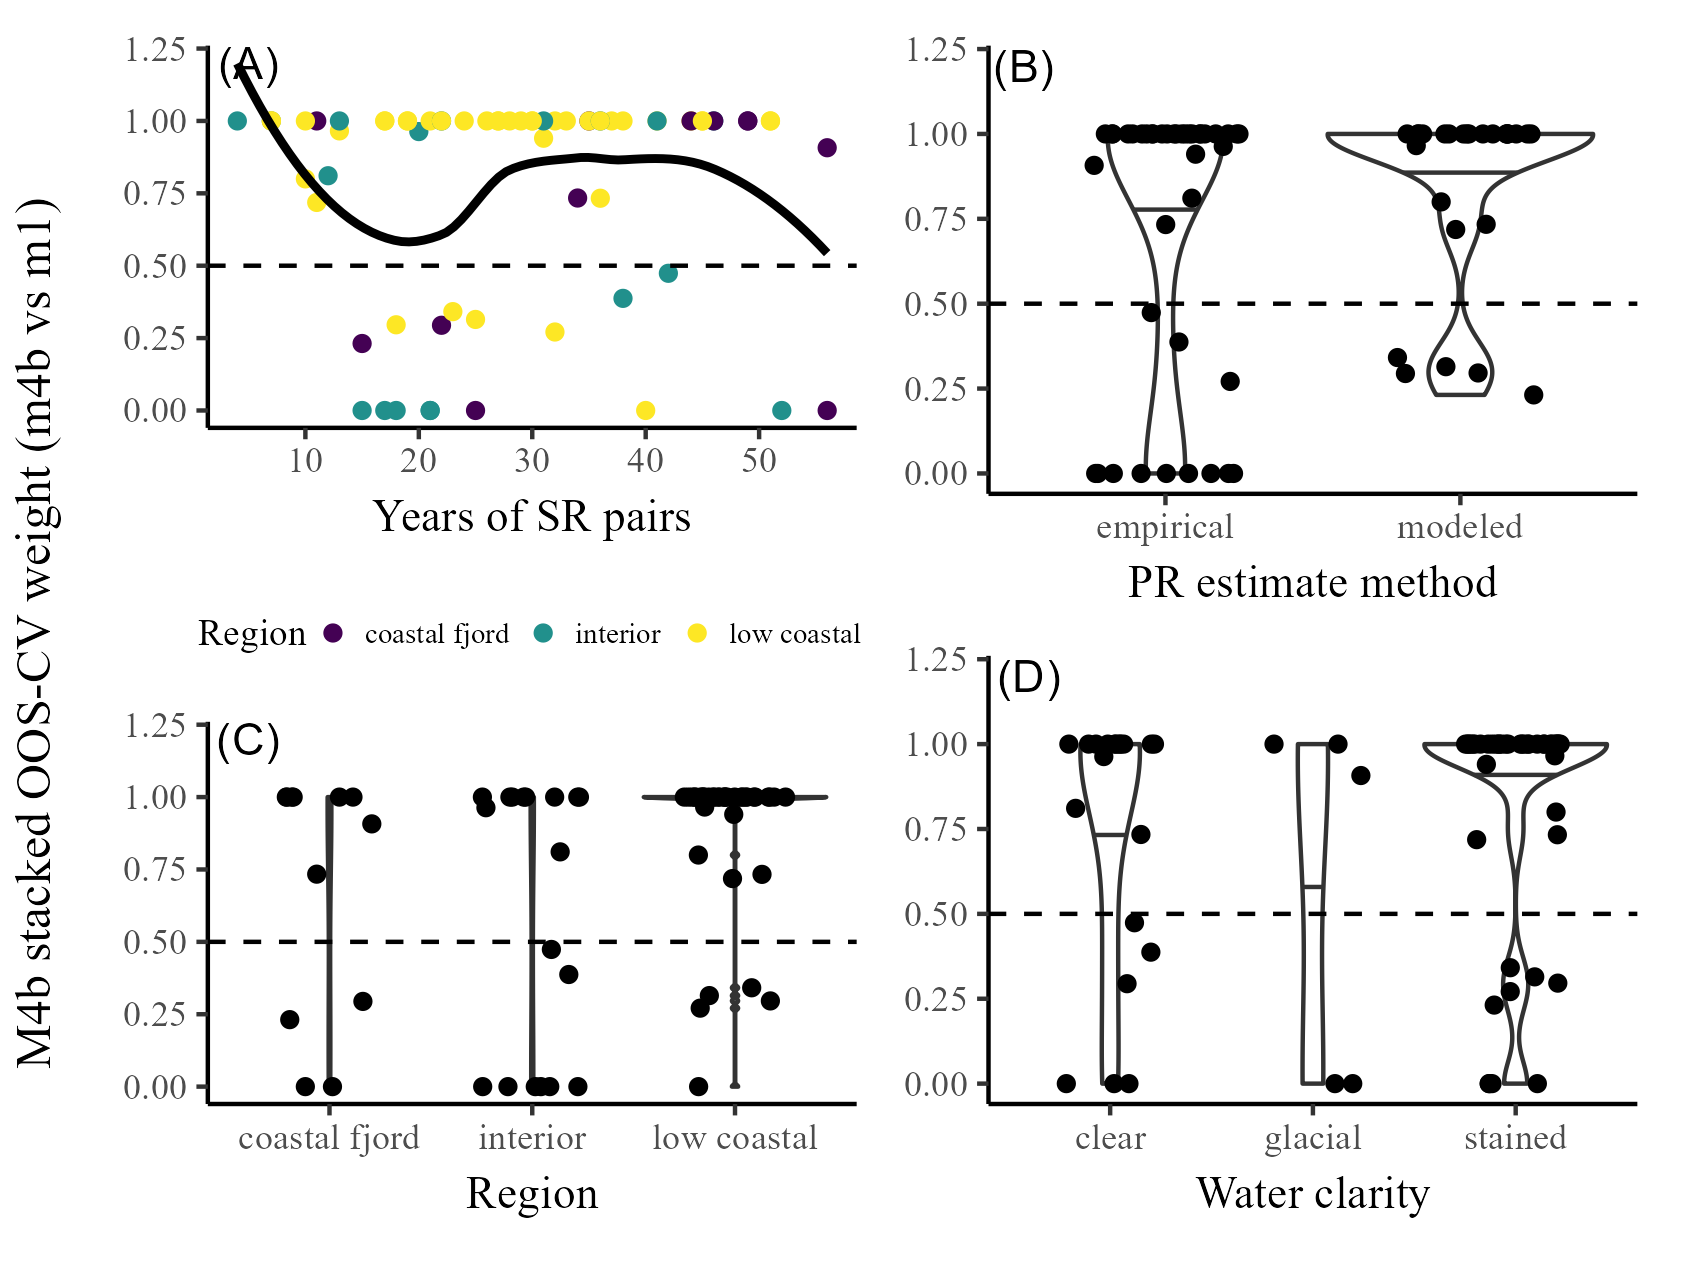 M4b stacked OOS-CV weight (m4b vs m1)
(A)
1.25
1.00
0.75
0.50
0.25
0.00
10 20 30 40 50
Years of SR pairs
(B)
1.25
1.00
0.75
0.50
0.25
0.00
empirical modeled
PR estimate method
Region coastal fjord interior low coastal
(C)
1.25
1.00
0.75
0.50
0.25
0.00
coastal fjord interior low coastal
Region
(D)
1.25
1.00
0.75
0.50
0.25
0.00
clear glacial stained
Water clarity